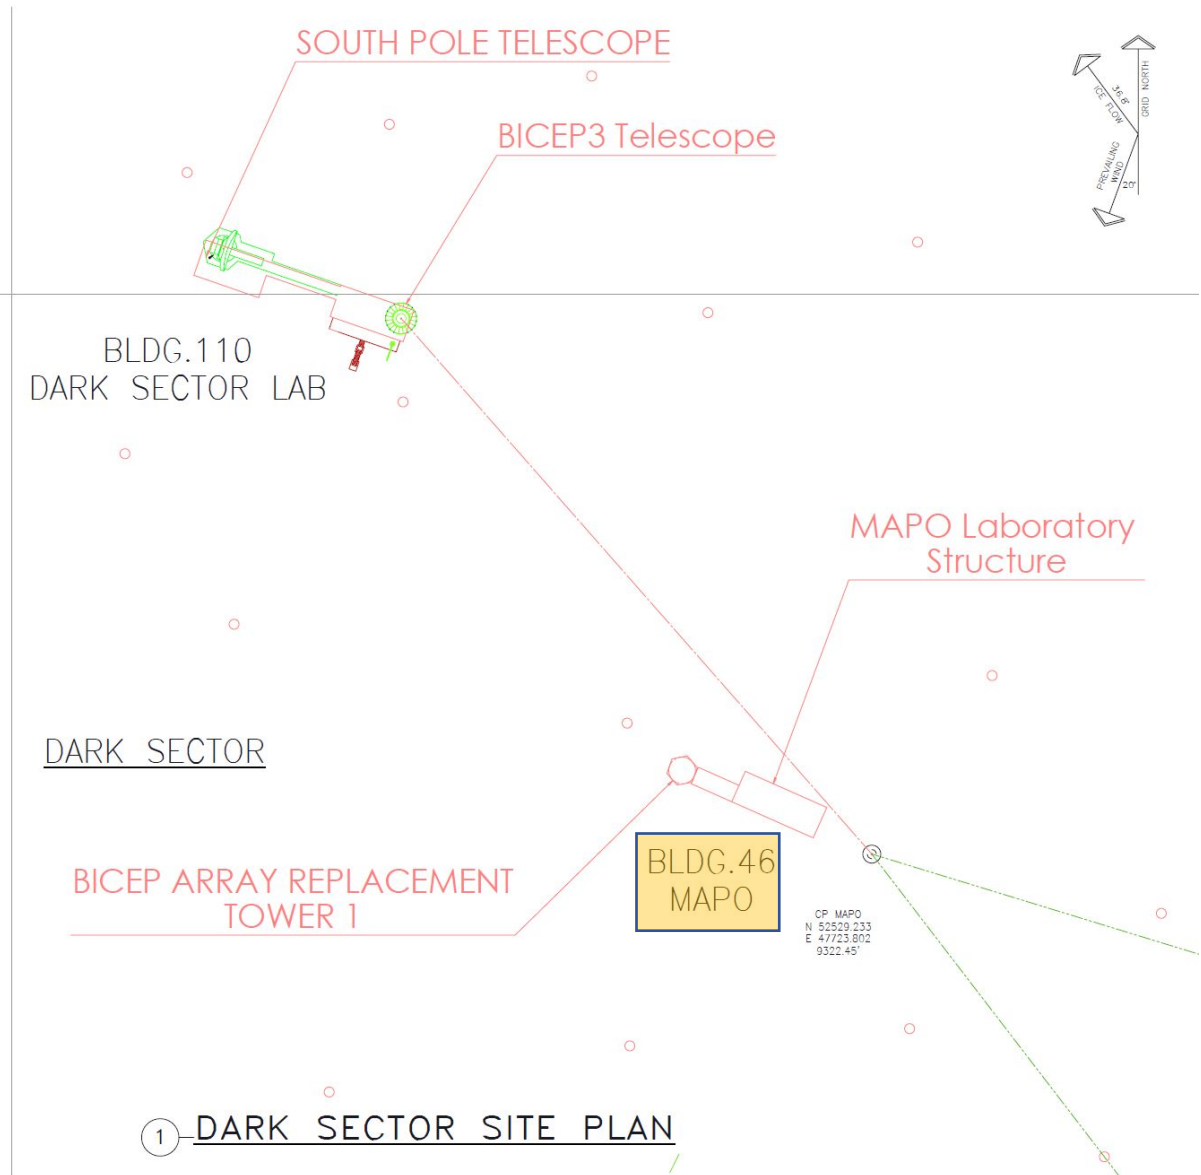 SOUTH POLE TELESCOPE
BICEP3 Telescope
GRID NORTH
36.8°
ICE FLOW
PREVAILING
WIND
20°
BLDG.110
DARK SECTOR LAB
MAPO Laboratory
Structure
DARK SECTOR
BICEP ARRAY REPLACEMENT
TOWER 1
BLDG.46
MAPO
CP MAPO
N 52529.233
E 47723.802
9322.45'
1 DARK SECTOR SITE PLAN